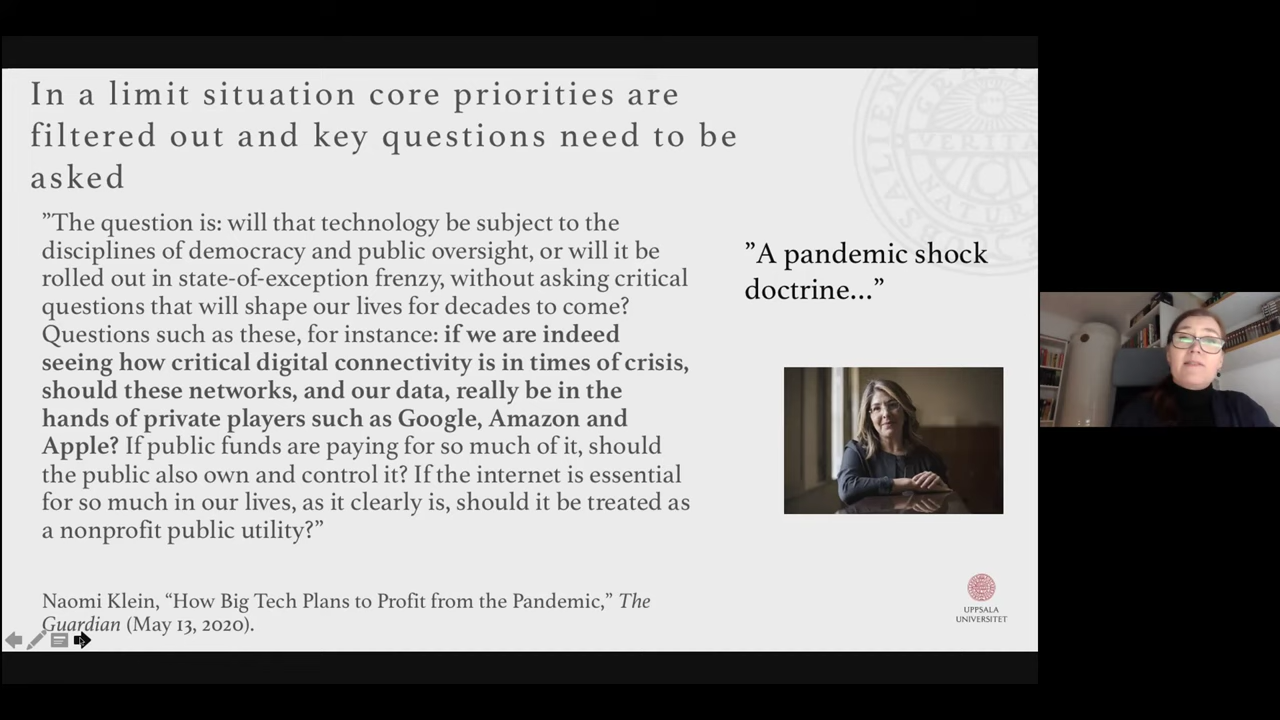 In a limit situation core priorities are
filtered out and key questions need to be
asked
”The question is: will that technology be subject to the
disciplines of democracy and public oversight, or will it be
rolled out in state-of-exception frenzy, without asking critical
questions that will shape our lives for decades to come?
Questions such as these, for instance: if we are indeed
seeing how critical digital connectivity is in times of crisis,
should these networks, and our data, really be in the
hands of private players such as Google, Amazon and
Apple? If public funds are paying for so much of it, should
the public also own and control it? If the internet is essential
for so much in our lives, as it clearly is, should it be treated as
a nonprofit public utility?”
Naomi Klein, “How Big Tech Plans to Profit from the Pandemic,” The
Guardian (May 13, 2020).
”A pandemic shock
doctrine...”
UPPSALA
UNIVERSITET
VERITA
NATUR